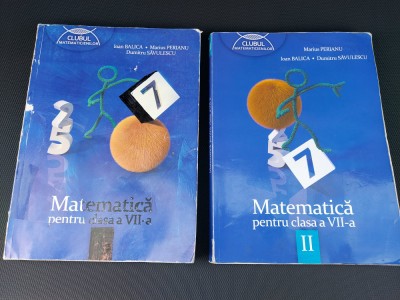 CLUBUL
MATEMATICIENILOR
Ioan BALICA • Marius PERIANU
Dumitru SĂVULESCU
7
25
Matematică
pentru clasa a VII-a
CLUBUL
MATEMATICIENILOR
Marius PERIANU
Ioan BALICA • Dumitru SĂVULESCU
7
Matematică
pentru clasa a VII-a
II